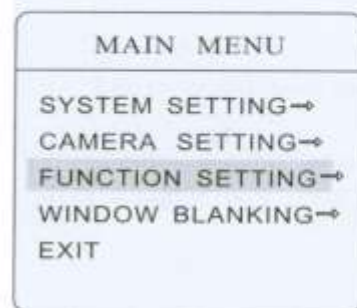 MAIN MENU
SYSTEM SETTING→
CAMERA SETTING→
FUNCTION SETTING→
WINDOW BLANKING→
EXIT